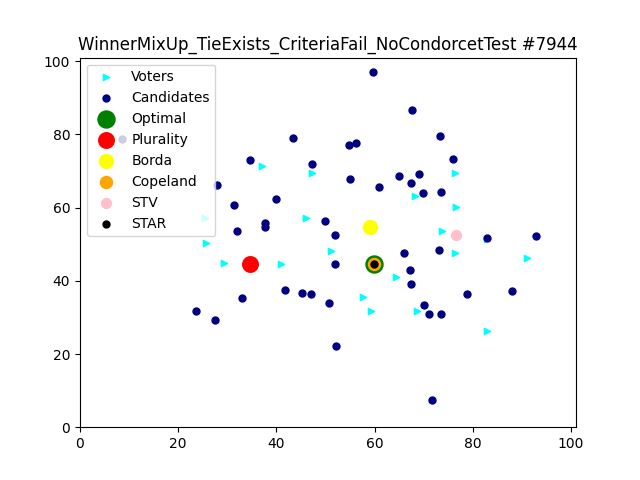 WinnerMixUp_TieExists_CriteriaFail_NoCondorcetTest #7944
100
80
60
40
20
0
Voters
Candidates
Optimal
Plurality
Borda
Copeland
STV
STAR
0 20 40 60 80 100